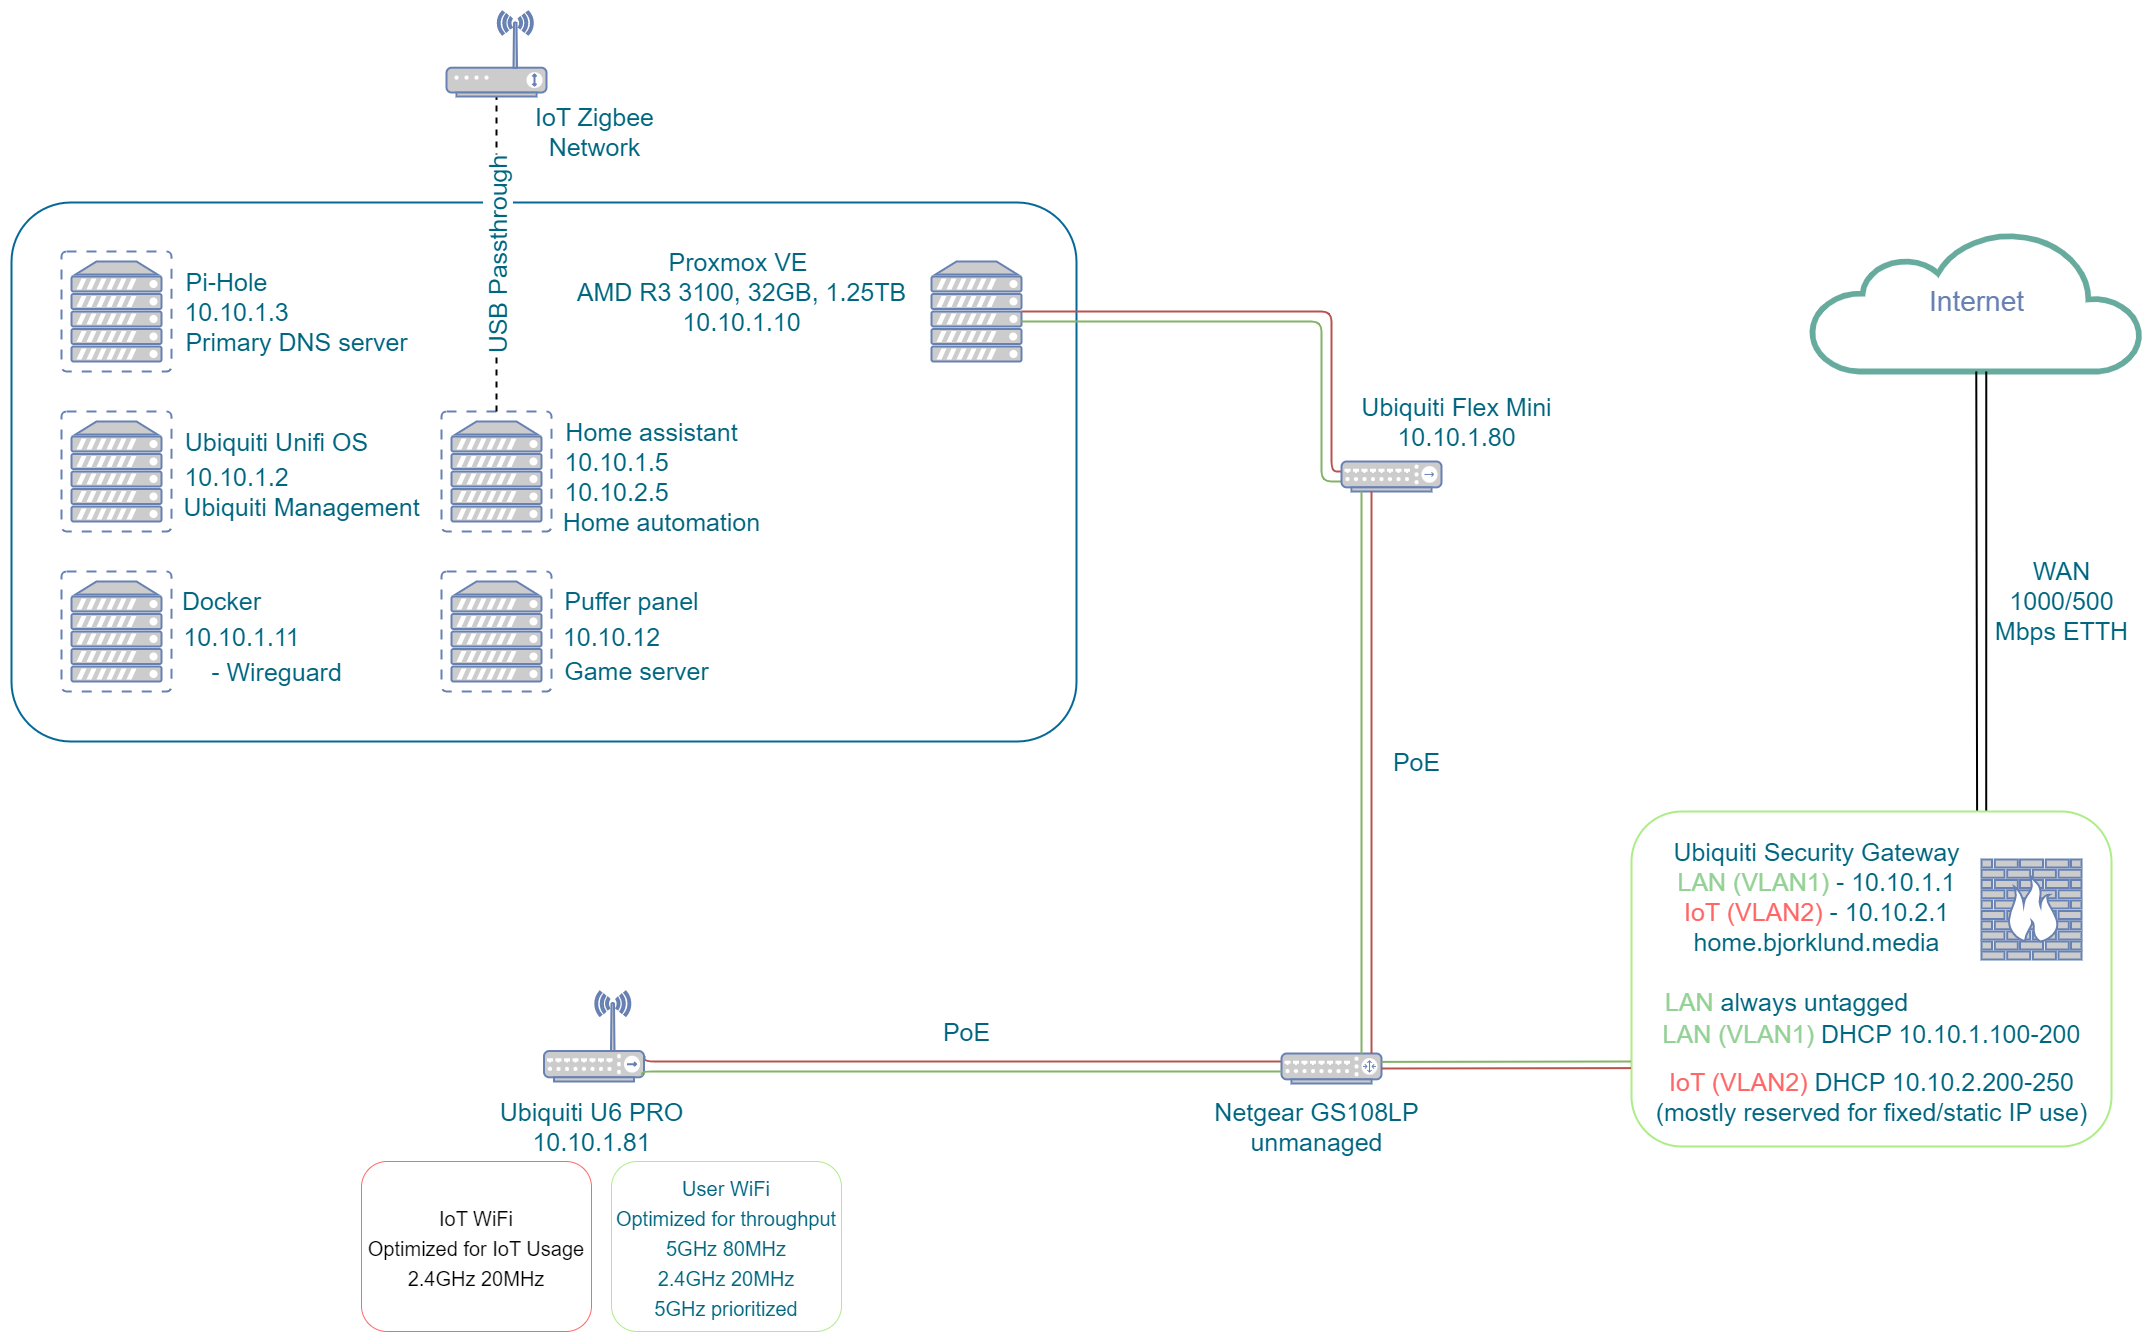 IoT Zigbee
Network
USB Passthrough
Pi-Hole
10.10.1.3
Primary DNS server
Proxmox VE
AMD R3 3100, 32GB, 1.25TB
10.10.1.10
Ubiquiti Unifi OS
10.10.1.2
Ubiquiti Management
Home assistant
10.10.1.5
10.10.2.5
Home automation
Docker
10.10.1.11
- Wireguard
Puffer panel
10.10.12
Game server
Ubiquiti Flex Mini
10.10.1.80
Internet
WAN
1000/500
Mbps ETTH
PoE
Ubiquiti Security Gateway
LAN (VLAN1) - 10.10.1.1
IoT (VLAN2) - 10.10.2.1
home.bjorklund.media
LAN always untagged
LAN (VLAN1) DHCP 10.10.1.100-200
IoT (VLAN2) DHCP 10.10.2.200-250
(mostly reserved for fixed/static IP use)
PoE
Ubiquiti U6 PRO
10.10.1.81
Netgear GS108LP
unmanaged
IoT WiFi
Optimized for IoT Usage
2.4GHz 20MHz
User WiFi
Optimized for throughput
5GHz 80MHz
2.4GHz 20MHz
5GHz prioritized